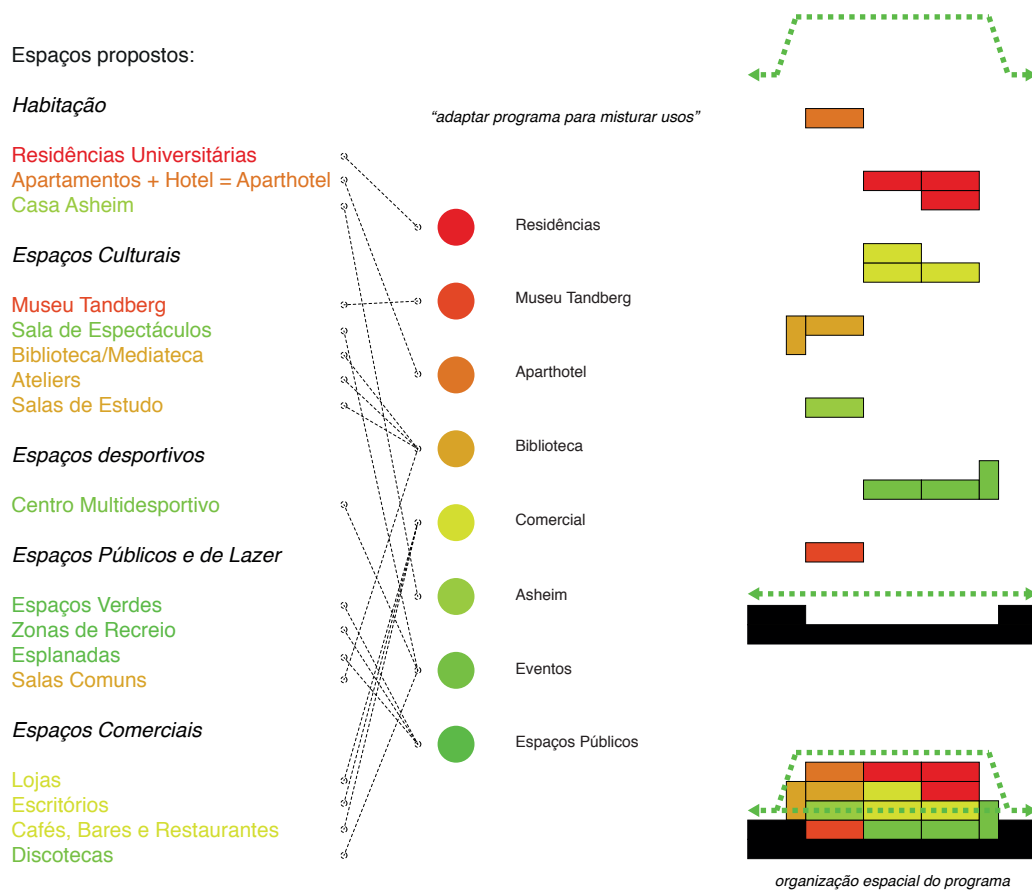 Espaços propostos:
Habitação
Residências Universitárias
Apartamentos + Hotel = Aparthotel
Casa Asheim
Espaços Culturais
Museu Tandberg
Sala de Espectáculos
Biblioteca/Mediateca
Ateliers
Salas de Estudo
Espaços desportivos
Centro Multidesportivo
Espaços Públicos e de Lazer
Espaços Verdes
Zonas de Recreio
Esplanadas
Salas Comuns
Espaços Comerciais
Lojas
Escritórios
Cafés, Bares e Restaurantes
Discotecas
“adaptar programa para misturar usos”
Residências
Museu Tandberg
Aparthotel
Biblioteca
Comercial
Asheim
Eventos
Espaços Públicos
organização espacial do programa